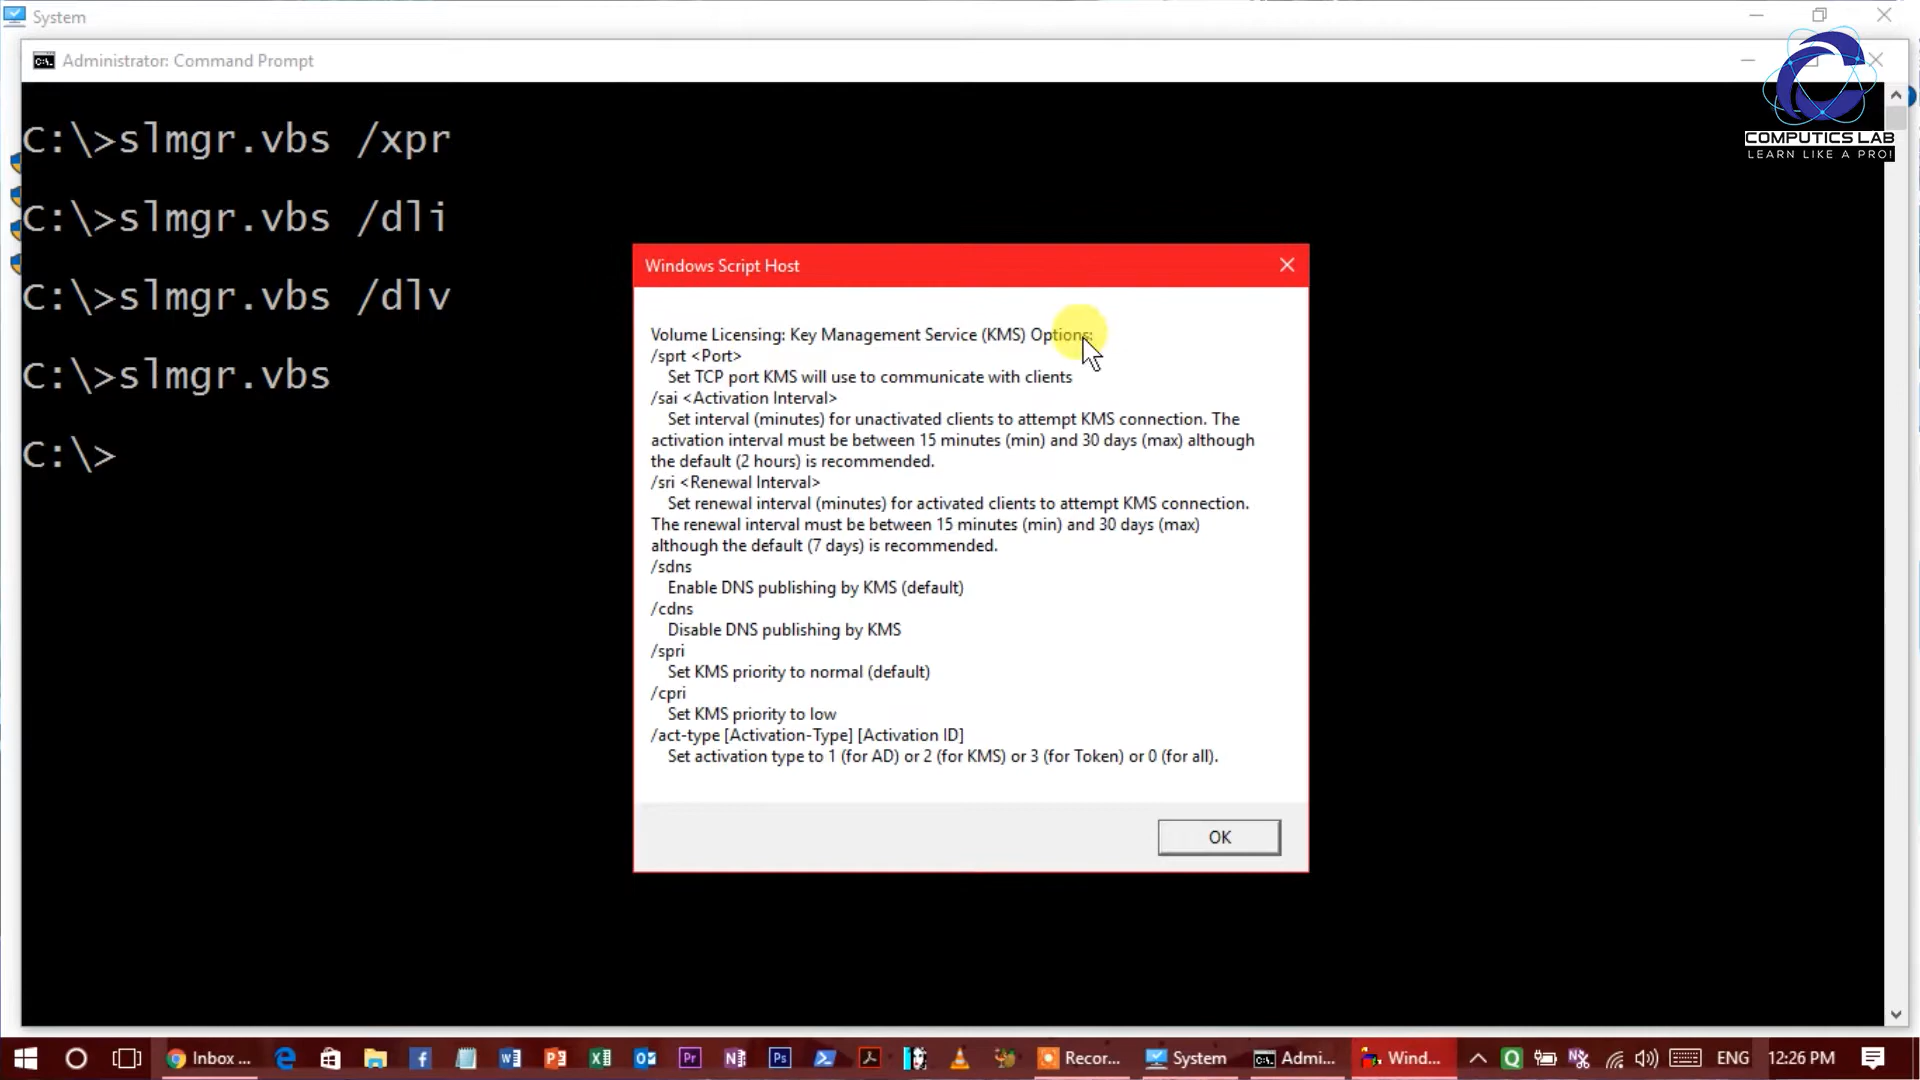 System
Administrator: Command Prompt
COMPUTICS LAB
LEARN LIKE A PRO!
C:\>slmgr.vbs /xpr
C:\>slmgr.vbs /dli
C:\>slmgr.vbs /dlv
C:\>slmgr.vbs
C:\>
Windows Script Host
Volume Licensing: Key Management Service (KMS) Options:
/sprt <Port>
Set TCP port KMS will use to communicate with clients
/sai <Activation Interval>
Set interval (minutes) for unactivated clients to attempt KMS connection. The
activation interval must be between 15 minutes (min) and 30 days (max) although
the default (2 hours) is recommended.
/sri <Renewal Interval>
Set renewal interval (minutes) for activated clients to attempt KMS connection.
The renewal interval must be between 15 minutes (min) and 30 days (max)
although the default (7 days) is recommended.
/sdns
Enable DNS publishing by KMS (default)
/cdns
Disable DNS publishing by KMS
/spri
Set KMS priority to normal (default)
/cpri
Set KMS priority to low
/act-type [Activation-Type] [Activation ID]
Set activation type to 1 (for AD) or 2 (for KMS) or 3 (for Token) or 0 (for all).
OK
Inbox ...
Recor...
System
Admi...
Wind...
ENG
12:26 PM